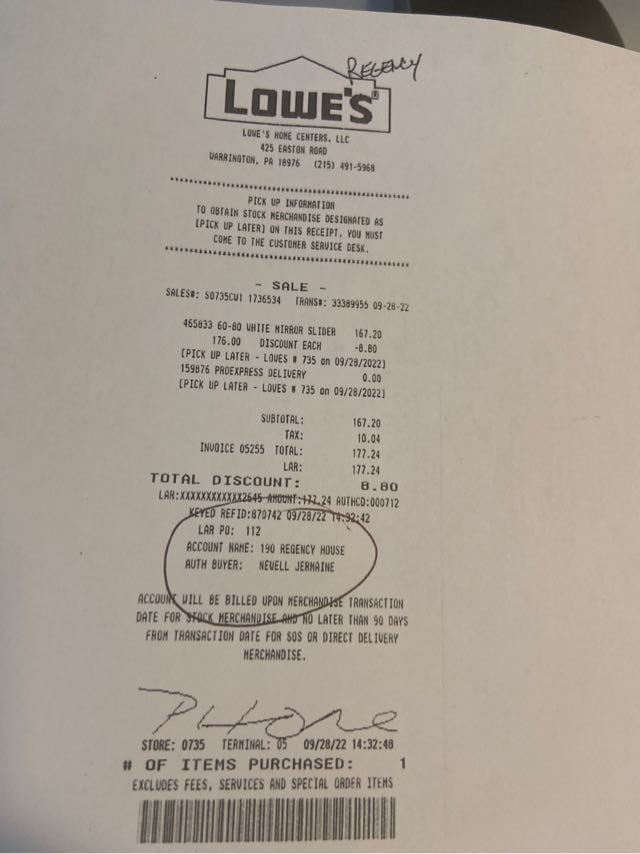 REGENCY
LOWE'S®
LOWE'S HOME CENTERS, LLC
425 EASTON ROAD
WARRINGTON, PA 18976 (215) 491-5968
****************************************
PICK UP INFORMATION
TO OBTAIN STOCK MERCHANDISE DESIGNATED AS
[PICK UP LATER] ON THIS RECEIPT, YOU MUST
COME TO THE CUSTOMER SERVICE DESK.
****************************************
- SALE -
SALES#: S0735CW1 1736534 TRANS#: 33389955 09-28-22
465833 60-80 WHITE MIRROR SLIDER 167.20
176.00 DISCOUNT EACH -8.80
[PICK UP LATER - LOWES # 735 on 09/28/2022]
159876 PROEXPRESS DELIVERY 0.00
[PICK UP LATER - LOWES # 735 on 09/28/2022]
SUBTOTAL: 167.20
TAX: 10.04
INVOICE 05255 TOTAL: 177.24
LAR: 177.24
TOTAL DISCOUNT: 8.80
LAR:XXXXXXXXXXXX2645 AMOUNT:177.24 AUTHCD:000712
KEYED REFID:870742 09/28/22 14:32:42
LAR PO: 112
ACCOUNT NAME: 190 REGENCY HOUSE
AUTH BUYER: NEWELL JERMAINE
ACCOUNT WILL BE BILLED UPON MERCHANDISE TRANSACTION
DATE FOR STOCK MERCHANDISE AND NO LATER THAN 90 DAYS
FROM TRANSACTION DATE FOR SOS OR DIRECT DELIVERY
MERCHANDISE.
PHONE
STORE: 0735 TERMINAL: 05 09/28/22 14:32:48
# OF ITEMS PURCHASED: 1
EXCLUDES FEES, SERVICES AND SPECIAL ORDER ITEMS